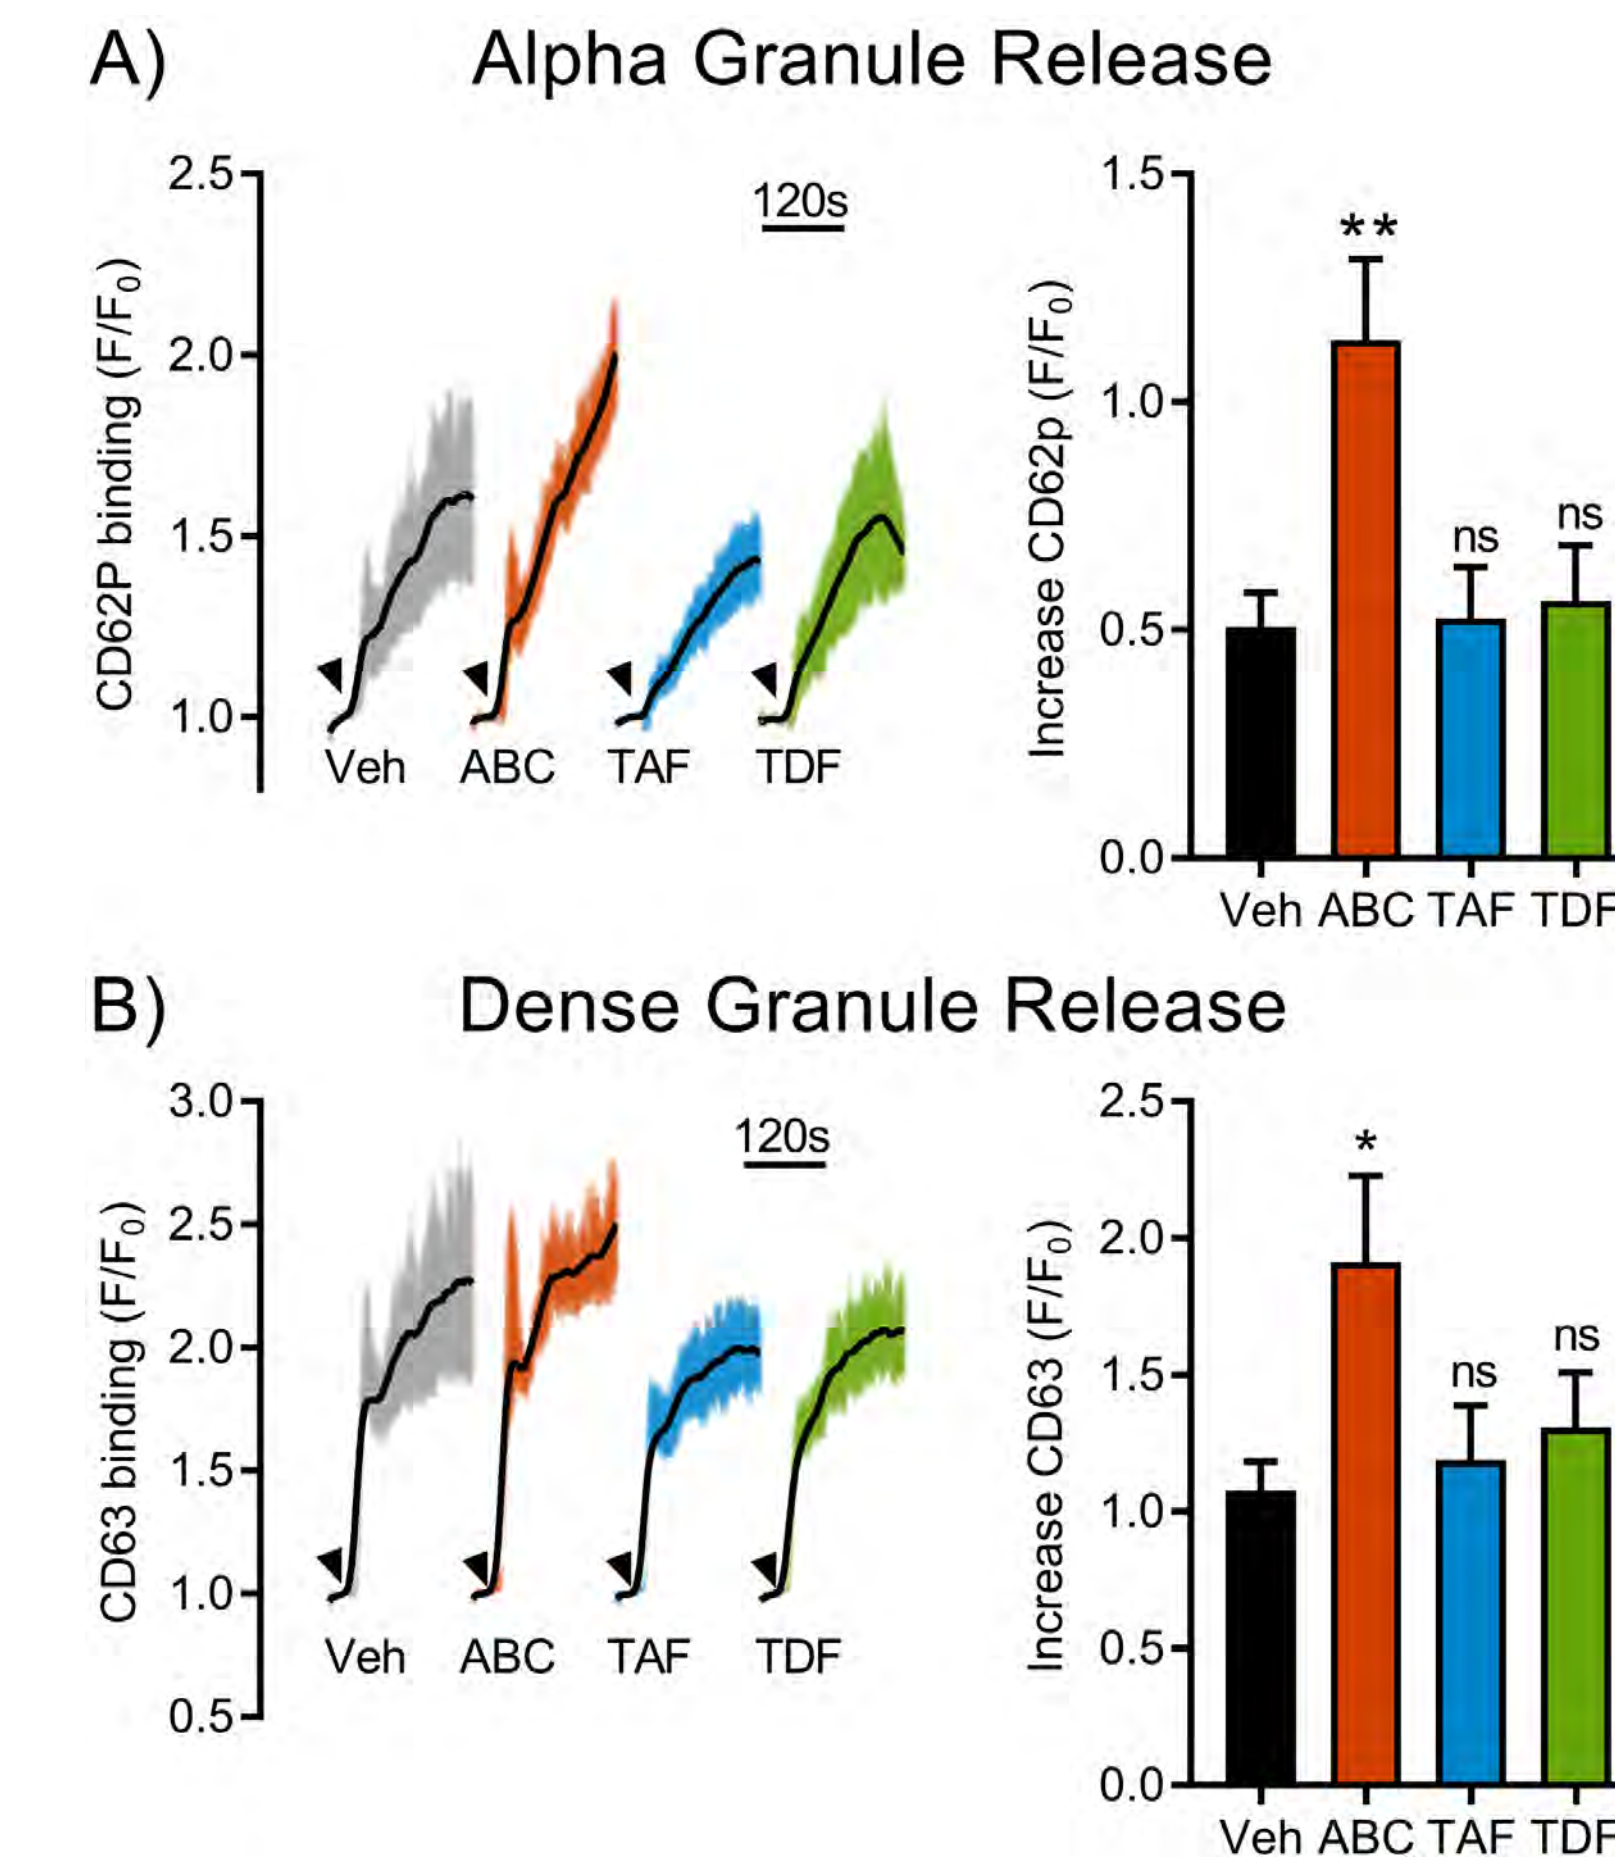 A) Alpha Granule Release
CD62P binding (F/F0)
2.5
2.0
1.5
1.0
120s
Veh ABC TAF TDF
Increase CD62p (F/F0)
1.5
1.0
0.5
0.0
**
ns
ns
Veh ABC TAF TDF
B) Dense Granule Release
CD63 binding (F/F0)
3.0
2.5
2.0
1.5
1.0
0.5
120s
Veh ABC TAF TDF
Increase CD63 (F/F0)
2.5
2.0
1.5
1.0
0.5
0.0
*
ns
ns
Veh ABC TAF TDF